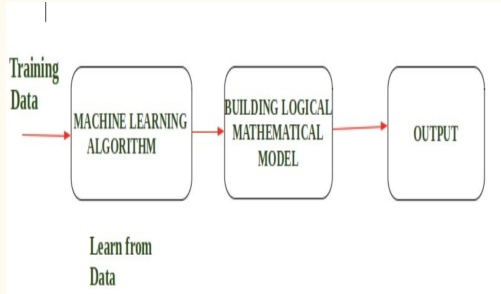 Training
Data
MACHINE LEARNING
ALGORITHM
BUILDING LOGICAL
MATHEMATICAL
MODEL
OUTPUT
Learn from
Data